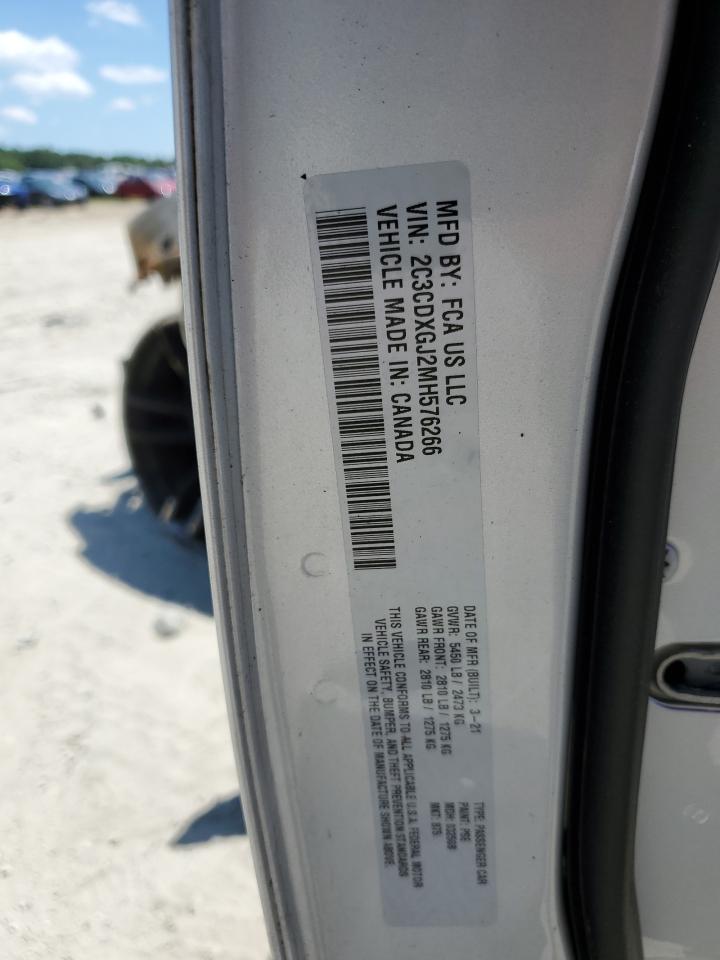 MFD BY: FCA US LLC
VIN: 2C3CDXGJ2MH576266
VEHICLE MADE IN: CANADA
DATE OF MFR (BUILT): 3-21
GVWR: 5450 LB / 2473 KG
GAWR FRONT: 2810 LB / 1275 KG
GAWR REAR: 2810 LB / 1275 KG
THIS VEHICLE CONFORMS TO ALL APPLICABLE U.S.A. FEDERAL MOTOR
VEHICLE SAFETY, BUMPER, AND THEFT PREVENTION STANDARDS
IN EFFECT ON THE DATE OF MANUFACTURE SHOWN ABOVE.
TYPE: PASSENGER CAR
PAINT: PSE
MDH:
MKT: